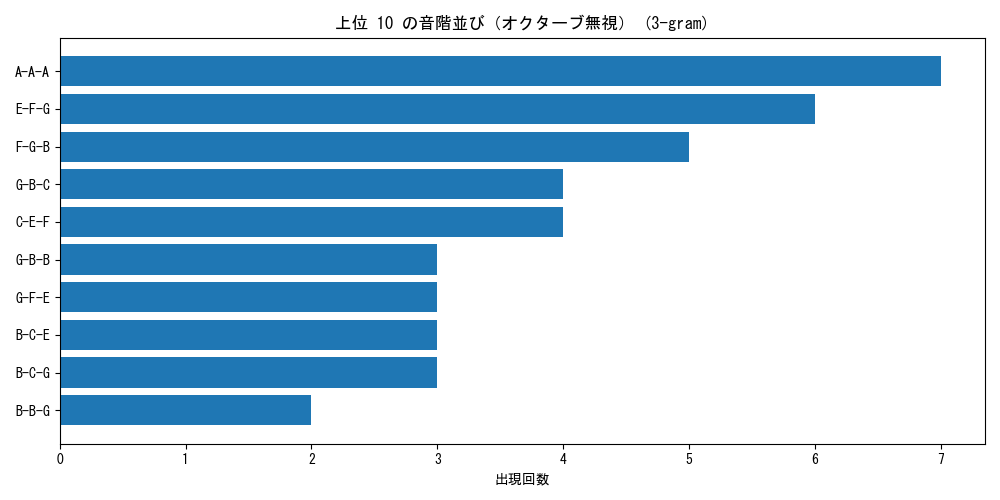 上位 10 の音階並び（オクターブ無視） (3-gram)
A-A-A
E-F-G
F-G-B
G-B-C
C-E-F
G-B-B
G-F-E
B-C-E
B-C-G
B-B-G
0 1 2 3 4 5 6 7
出現回数